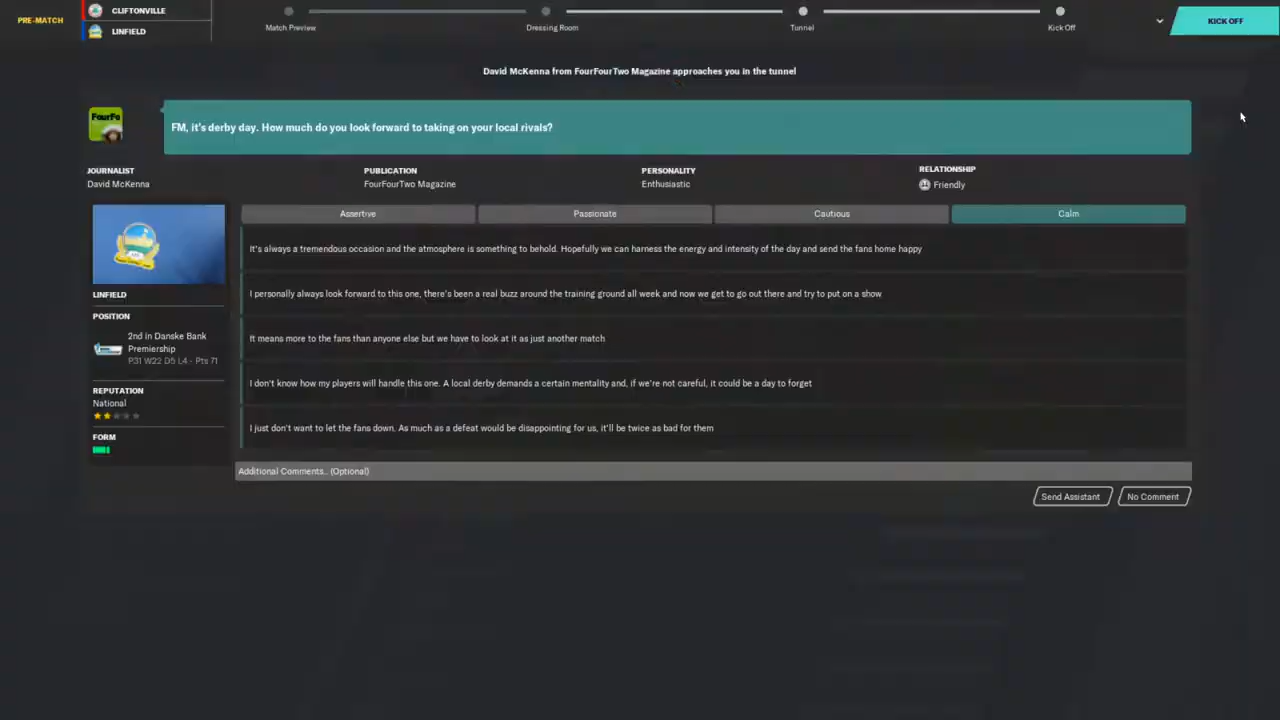 PRE-MATCH
CLIFTONVILLE
LINFIELD
Match Preview
Dressing Room
Tunnel
Kick Off
KICK OFF
David McKenna from FourFourTwo Magazine approaches you in the tunnel
FourFo
FM, it's derby day. How much do you look forward to taking on your local rivals?
JOURNALIST
David McKenna
PUBLICATION
FourFourTwo Magazine
PERSONALITY
Enthusiastic
RELATIONSHIP
Friendly
Assertive
Passionate
Cautious
Calm
It's always a tremendous occasion and the atmosphere is something to behold. Hopefully we can harness the energy and intensity of the day and send the fans home happy
I personally always look forward to this one, there's been a real buzz around the training ground all week and now we get to go out there and try to put on a show
It means more to the fans than anyone else but we have to look at it as just another match
I don't know how my players will handle this one. A local derby demands a certain mentality and, if we're not careful, it could be a day to forget
I just don't want to let the fans down. As much as a defeat would be disappointing for us, it'll be twice as bad for them
LINFIELD
POSITION
2nd in Danske Bank
Premiership
P31 W22 D5 L4 - Pts 71
REPUTATION
National
FORM
Additional Comments.. (Optional)
Send Assistant
No Comment